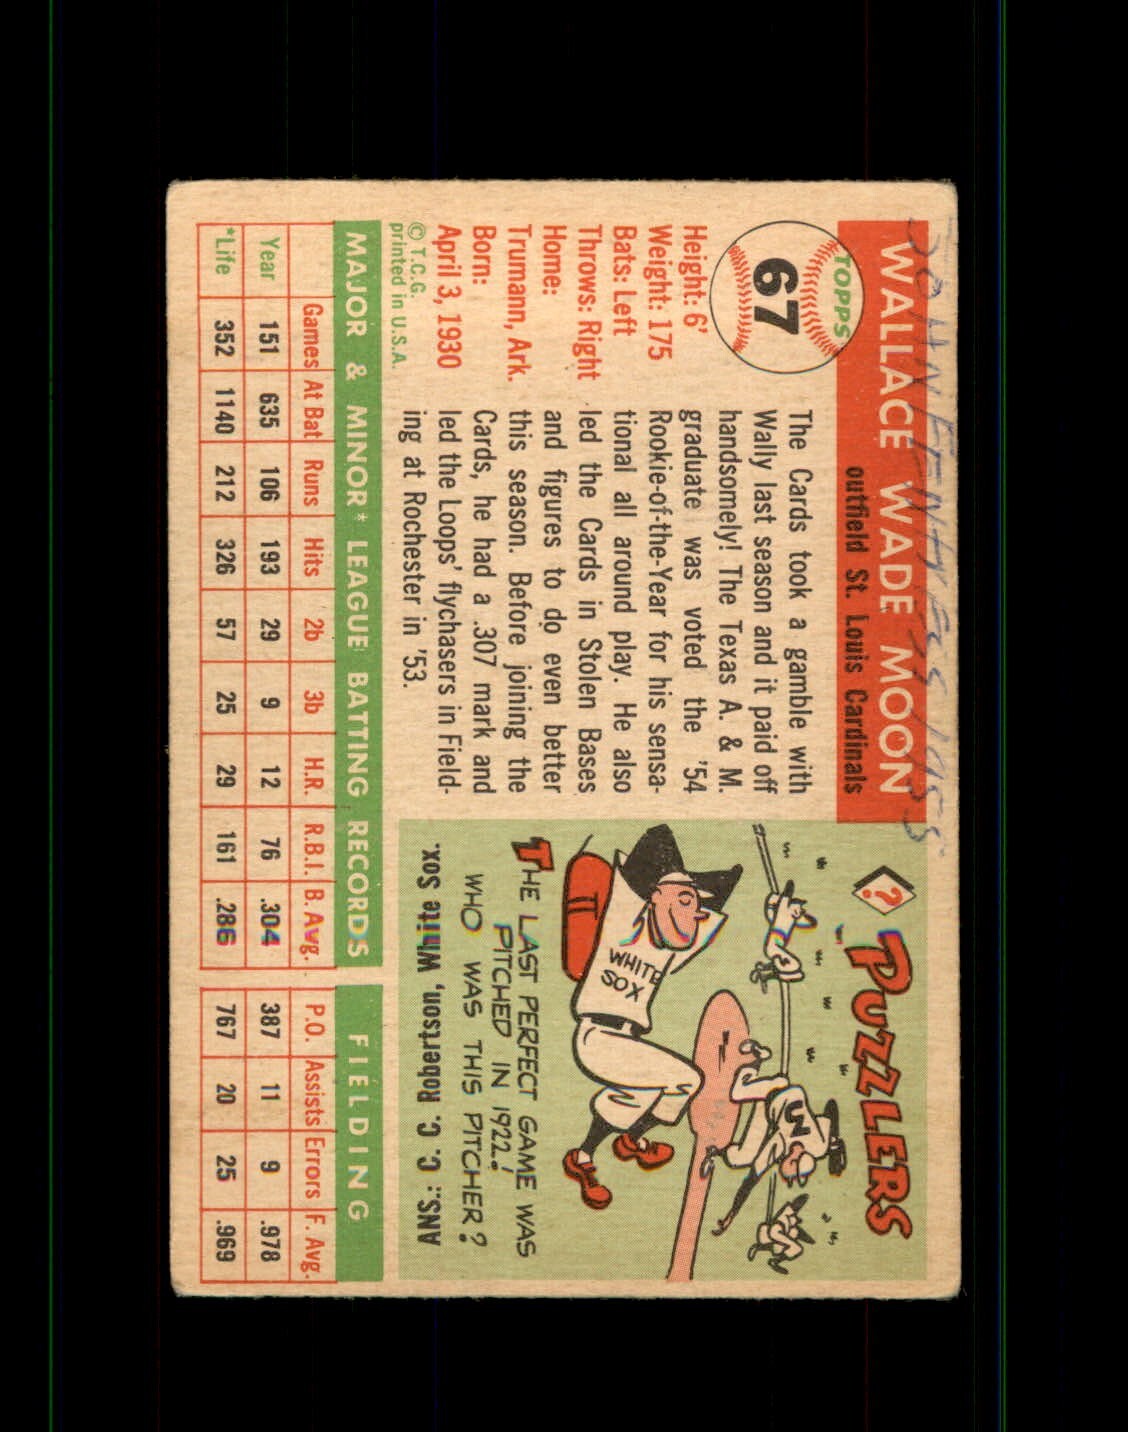 WALLACE WADE MOON
outfield St. Louis Cardinals
TOPPS
67
Height: 6'
Weight: 175
Bats: Left
Throws: Right
Home:
Trumann, Ark.
Born:
April 3, 1930
© T.C.G.
printed in U.S.A.
The Cards took a gamble with
Wally last season and it paid off
handsomely! The Texas A. & M.
graduate was voted the '54
Rookie-of-the-Year for his sensa-
tional all around play. He also
led the Cards in Stolen Bases
and figures to do even better
this season. Before joining the
Cards, he had a .307 mark and
led the Loops' flychasers in Field-
ing at Rochester in '53.
? PUZZLERS
WHITE
SOX
THE LAST PERFECT GAME WAS
PITCHED IN 1922!
WHO WAS THIS PITCHER?
ANS.: C. C. Robertson, White Sox.
MAJOR & MINOR* LEAGUE BATTING RECORDS FIELDING
Games At Bat Runs Hits 2b 3b H.R. R.B.I. B. Avg. P.O. Assists Errors F. Avg.
Year 151 635 106 193 29 9 12 76 .304 387 11 9 .978
*Life 352 1140 212 326 57 25 29 161 .286 767 20 25 .969